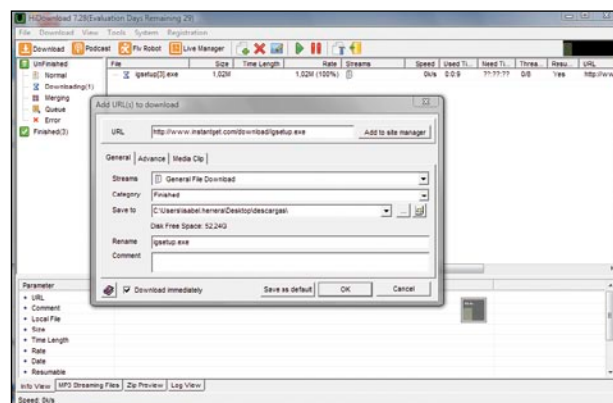 HiDownload 7.28(Evaluation Days Remaining 29)
File Download View Tools System Registration
Download Podcast Flv Robot Live Manager
UnFinished
Normal
Downloading(1)
Merging
Queue
Error
Finished(3)
File Size Time Length Rate Streams Speed Used Ti... Need Ti... Threa... Resu... URL
igsetup[3].exe 1,02M 1,02M (100%) 0k/s 0:0:9 ??:??:?? 0/8 Yes http://ww
Add URL(s) to download
URL http://www.instantget.com/download/igsetup.exe Add to site manager
General Advance Media Clip
Streams General File Download
Category Finished
Save to C:\Users\isabel.herrera\Desktop\descargas\ ...
Disk Free Space: 52,24G
Rename igsetup.exe
Comment
Download immediately Save as default OK Cancel
Parameter
+ URL
+ Comment
+ Local File
+ Size
+ Time Length
+ Rate
+ Date
+ Resumable
Info View MP3 Streaming Files Zip Preview Log View
Speed: 0k/s